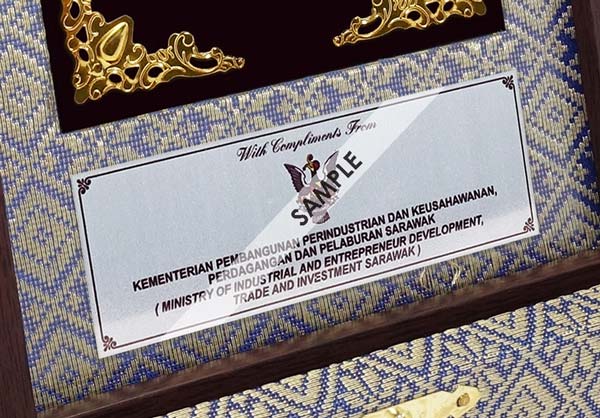 With Compliments From
SAMPLE
KEMENTERIAN PEMBANGUNAN PERINDUSTRIAN DAN KEUSAHAWANAN,
PERDAGANGAN DAN PELABURAN SARAWAK
( MINISTRY OF INDUSTRIAL AND ENTREPRENEUR DEVELOPMENT,
TRADE AND INVESTMENT SARAWAK )